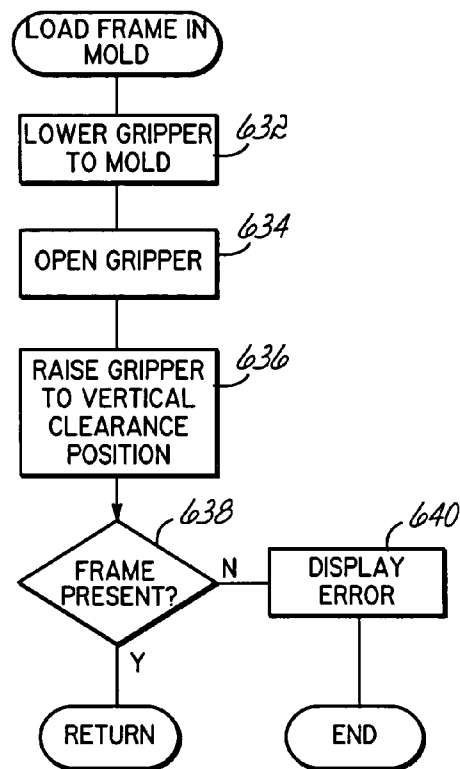 LOAD FRAME IN
MOLD
LOWER GRIPPER
TO MOLD
632
OPEN GRIPPER
634
RAISE GRIPPER
TO VERTICAL
CLEARANCE
POSITION
636
FRAME
PRESENT?
638
N
DISPLAY
ERROR
640
Y
RETURN
END